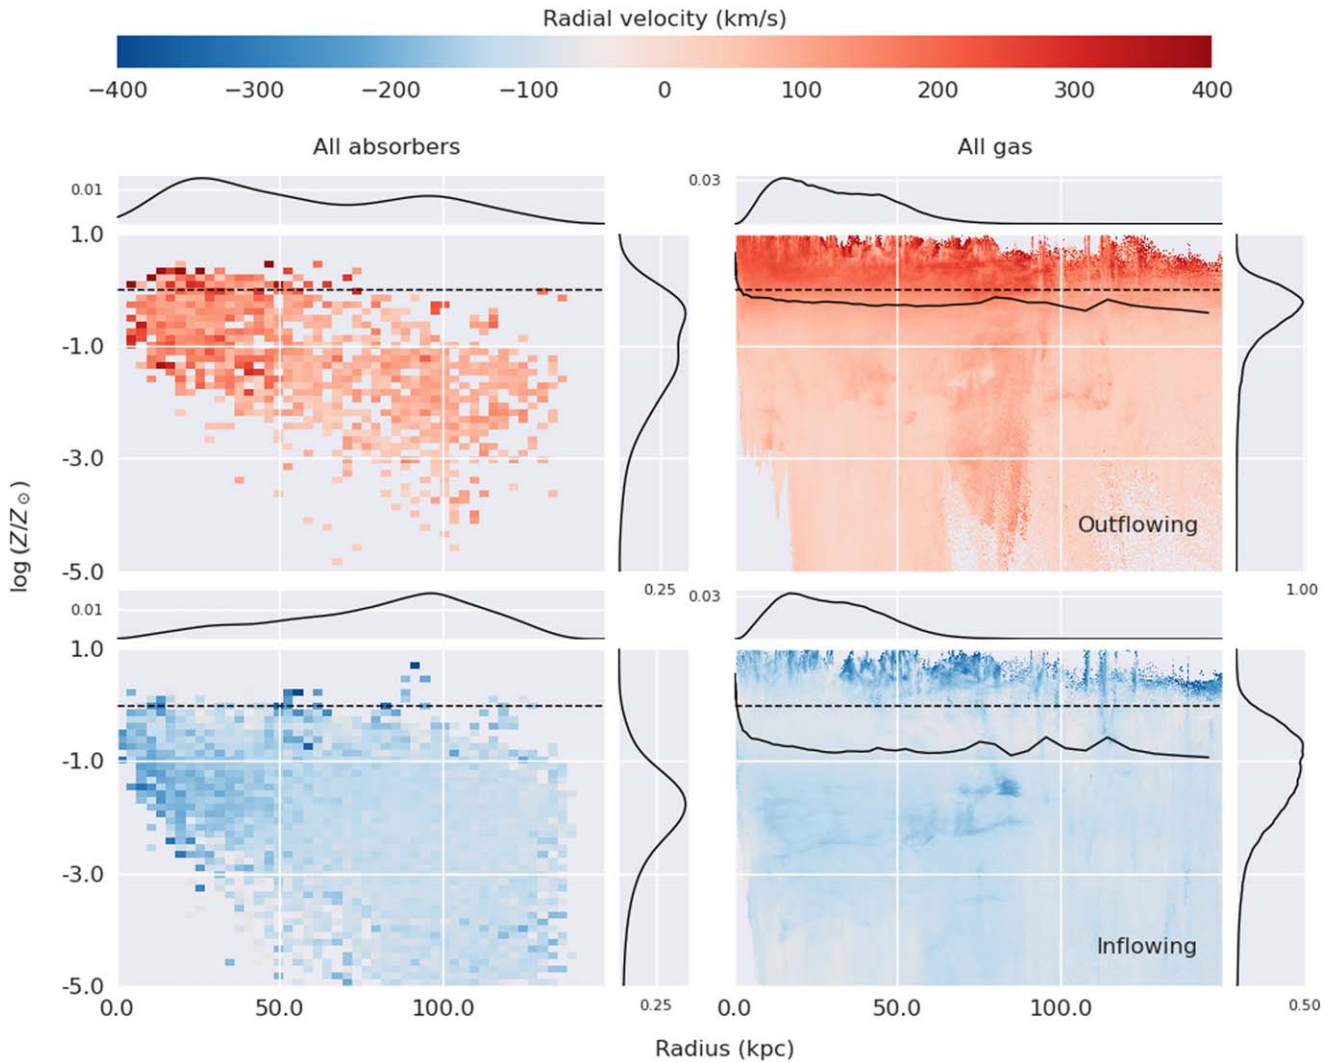 Radial velocity (km/s)
−400 −300 −200 −100 0 100 200 300 400
All absorbers All gas
0.01 0.03
1.0
-1.0
-3.0
Outflowing
log (Z/Z⊙)
-5.0
0.25 0.03 1.00
0.01
1.0
-1.0
-3.0
Inflowing
-5.0
0.0 50.0 100.0 0.25 0.0 50.0 100.0 0.50
Radius (kpc)